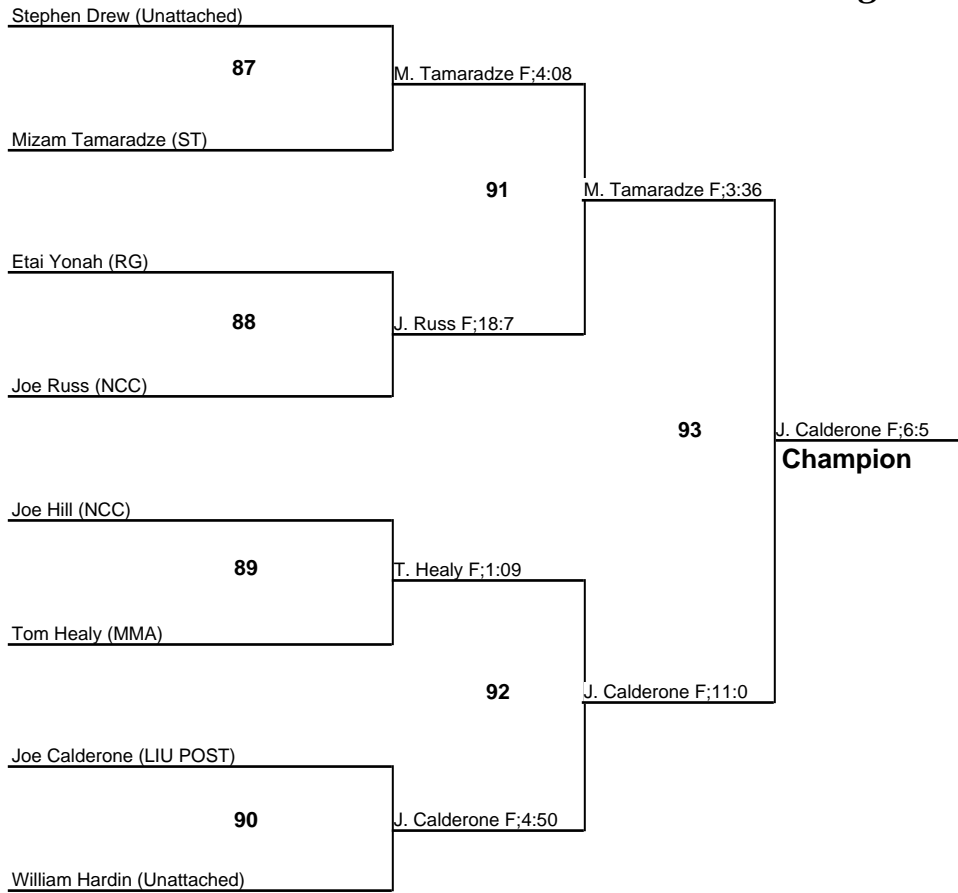 Stephen Drew (Unattached)
87
M. Tamaradze F;4:08
Mizam Tamaradze (ST)
91
M. Tamaradze F;3:36
Etai Yonah (RG)
88
J. Russ F;18:7
Joe Russ (NCC)
93
J. Calderone F;6:5
Champion
Joe Hill (NCC)
89
T. Healy F;1:09
Tom Healy (MMA)
92
J. Calderone F;11:0
Joe Calderone (LIU POST)
90
J. Calderone F;4:50
William Hardin (Unattached)